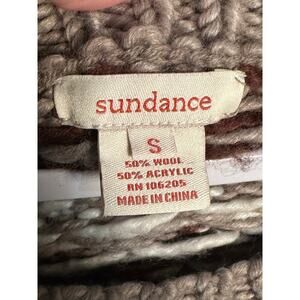 sundance
S
50% WOOL
50% ACRYLIC
RN 106205
MADE IN CHINA